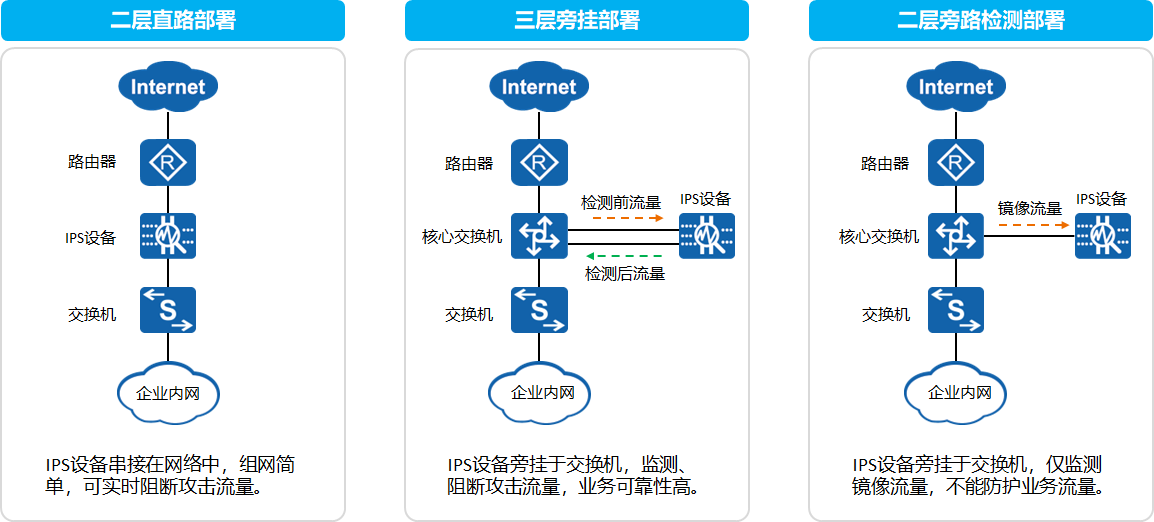 二层直路部署
Internet
路由器
R
IPS设备
交换机
S
企业内网
IPS设备串接在网络中，组网简
单，可实时阻断攻击流量。
三层旁挂部署
Internet
路由器
R
检测前流量
IPS设备
核心交换机
检测后流量
交换机
S
企业内网
IPS设备旁挂于交换机，监测、
阻断攻击流量，业务可靠性高。
二层旁路检测部署
Internet
路由器
R
镜像流量
IPS设备
核心交换机
交换机
S
企业内网
IPS设备旁挂于交换机，仅监测
镜像流量，不能防护业务流量。